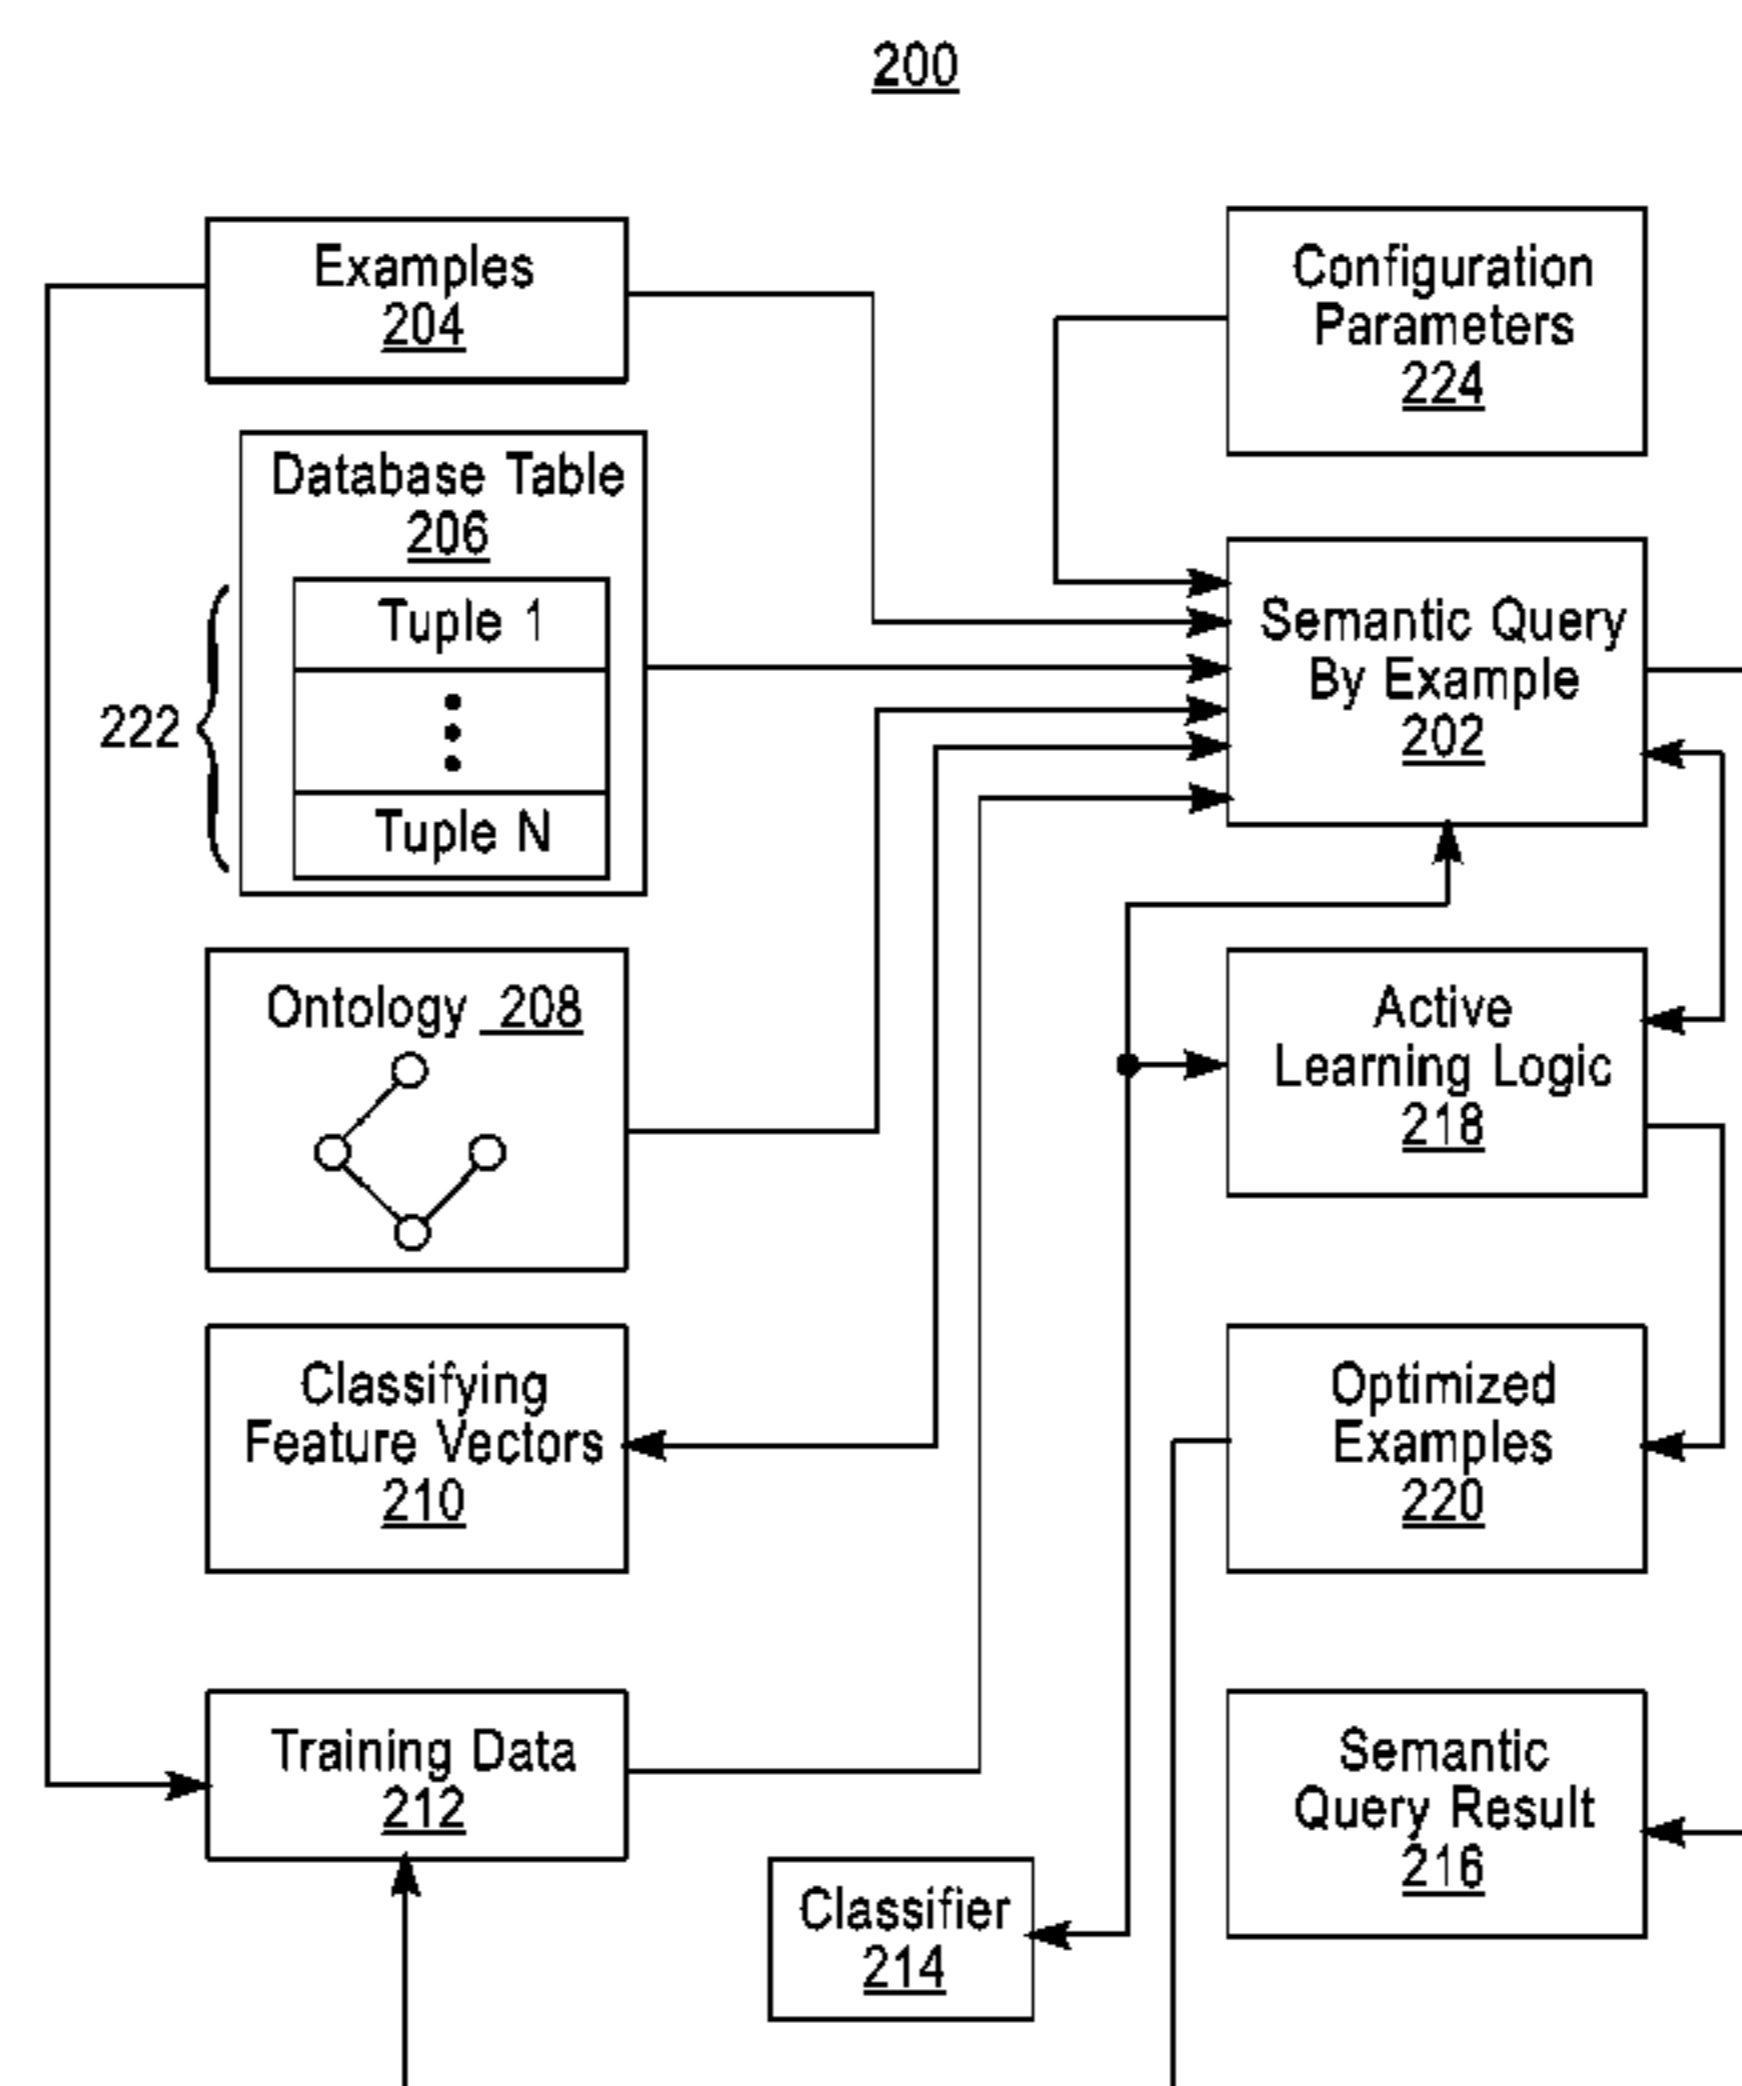 200
Examples
204
Database Table
206
Tuple 1
222
Tuple N
Ontology 208
Classifying
Feature Vectors
210
Training Data
212
Classifier
214
Configuration
Parameters
224
Semantic Query
By Example
202
Active
Learning Logic
218
Optimized
Examples
220
Semantic
Query Result
216